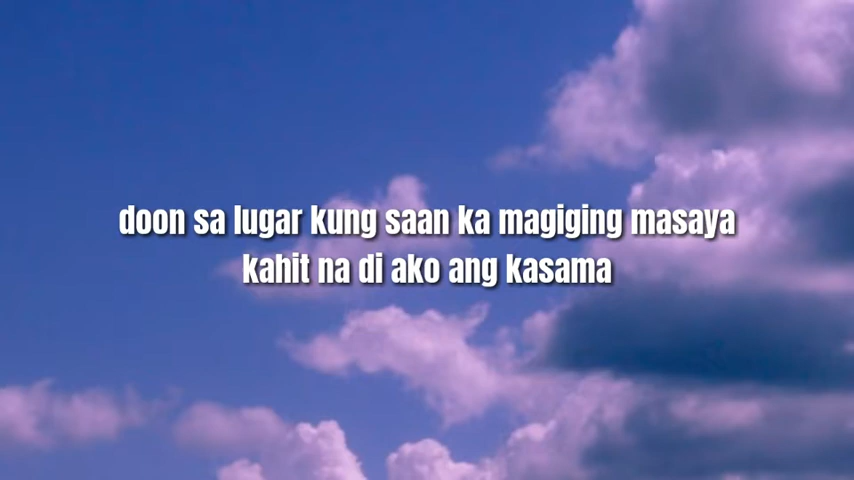 doon sa lugar kung saan ka magiging masaya
kahit na di ako ang kasama